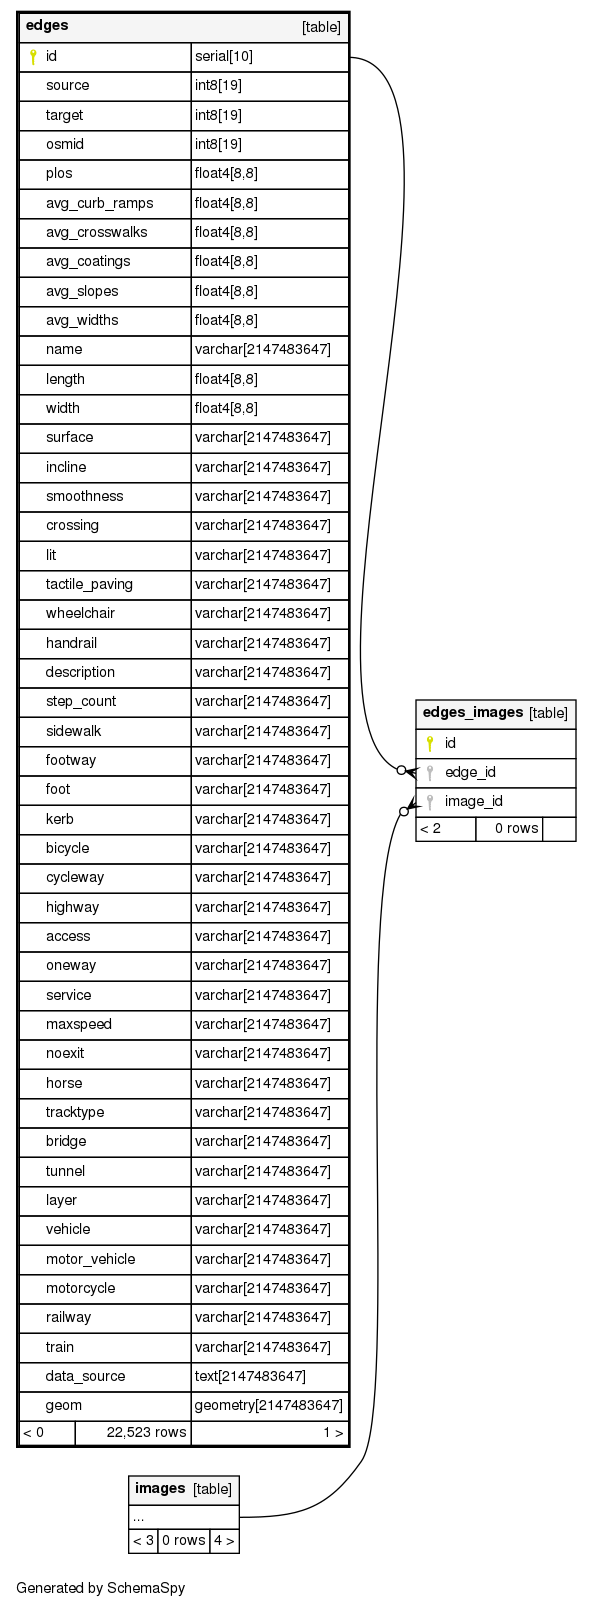 edges [table]
id serial[10]
source int8[19]
target int8[19]
osmid int8[19]
plos float4[8,8]
avg_curb_ramps float4[8,8]
avg_crosswalks float4[8,8]
avg_coatings float4[8,8]
avg_slopes float4[8,8]
avg_widths float4[8,8]
name varchar[2147483647]
length float4[8,8]
width float4[8,8]
surface varchar[2147483647]
incline varchar[2147483647]
smoothness varchar[2147483647]
crossing varchar[2147483647]
lit varchar[2147483647]
tactile_paving varchar[2147483647]
wheelchair varchar[2147483647]
handrail varchar[2147483647]
description varchar[2147483647]
step_count varchar[2147483647]
sidewalk varchar[2147483647]
footway varchar[2147483647]
foot varchar[2147483647]
kerb varchar[2147483647]
bicycle varchar[2147483647]
cycleway varchar[2147483647]
highway varchar[2147483647]
access varchar[2147483647]
oneway varchar[2147483647]
service varchar[2147483647]
maxspeed varchar[2147483647]
noexit varchar[2147483647]
horse varchar[2147483647]
tracktype varchar[2147483647]
bridge varchar[2147483647]
tunnel varchar[2147483647]
layer varchar[2147483647]
vehicle varchar[2147483647]
motor_vehicle varchar[2147483647]
motorcycle varchar[2147483647]
railway varchar[2147483647]
train varchar[2147483647]
data_source text[2147483647]
geom geometry[2147483647]
< 0 22,523 rows 1 >
edges_images [table]
id
edge_id
image_id
< 2 0 rows
images [table]
...
< 3 0 rows 4 >
Generated by SchemaSpy